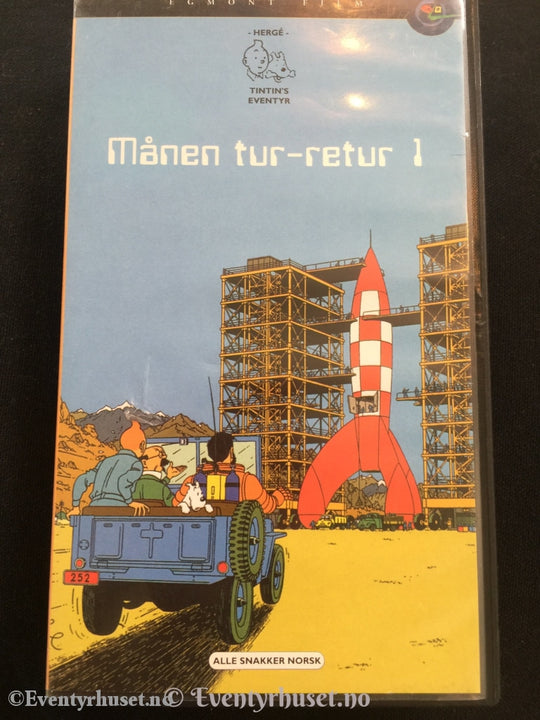 EGMONT FILM
- HERGÉ -
TINTIN'S
EVENTYR
Månen tur-retur 1
252
ALLE SNAKKER NORSK
©Eventyrhuset.no © Eventyrhuset.no